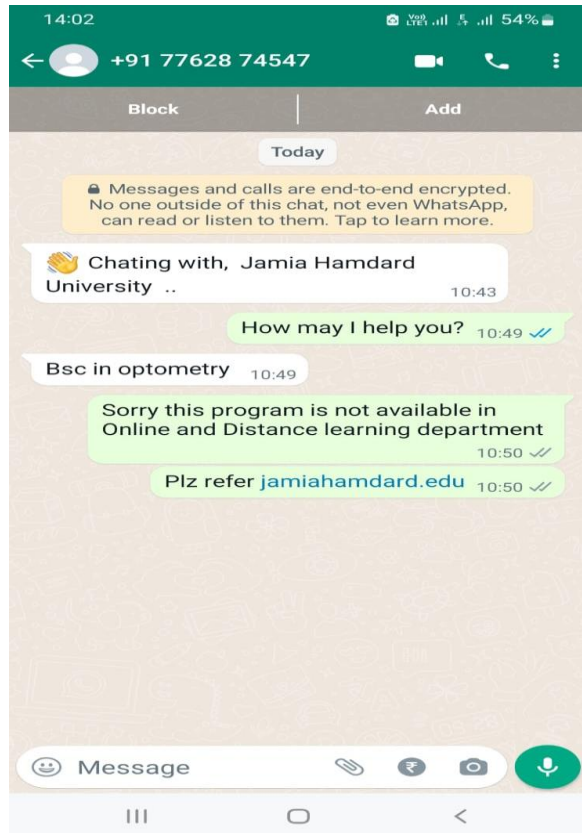 14:02
Vo)) LTE1 54%
+91 77628 74547
Block Add
Today
Messages and calls are end-to-end encrypted.
No one outside of this chat, not even WhatsApp,
can read or listen to them. Tap to learn more.
👋 Chating with, Jamia Hamdard
University ..
10:43
How may I help you? 10:49
Bsc in optometry 10:49
Sorry this program is not available in
Online and Distance learning department
10:50
Plz refer jamiahamdard.edu 10:50
Message ₹